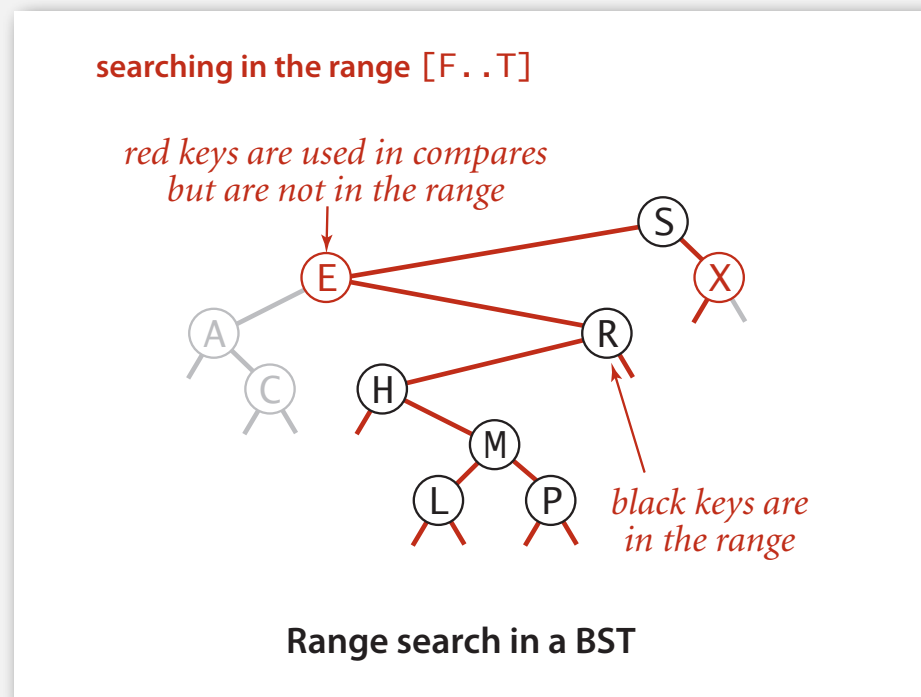 searching in the range [F..T]
red keys are used in compares
but are not in the range
S
E
X
A
R
C
H
M
L
P
black keys are
in the range
Range search in a BST